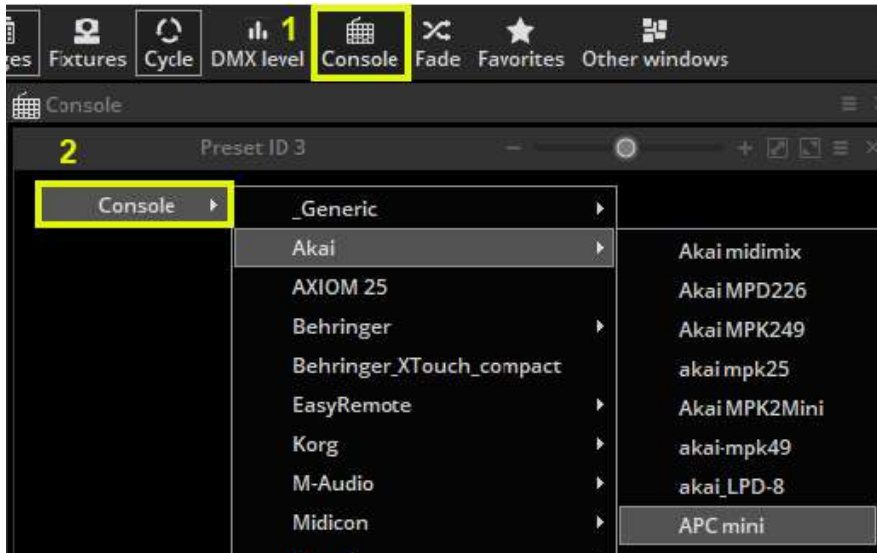 1
es Fixtures Cycle DMX level Console Fade Favorites Other windows
Console
2 Preset ID 3
Console
_Generic
Akai
AXIOM 25
Behringer
Behringer_XTouch_compact
EasyRemote
Korg
M-Audio
Midicon
Akai midimix
Akai MPD226
Akai MPK249
akai mpk25
Akai MPK2Mini
akai-mpk49
akai_LPD-8
APC mini